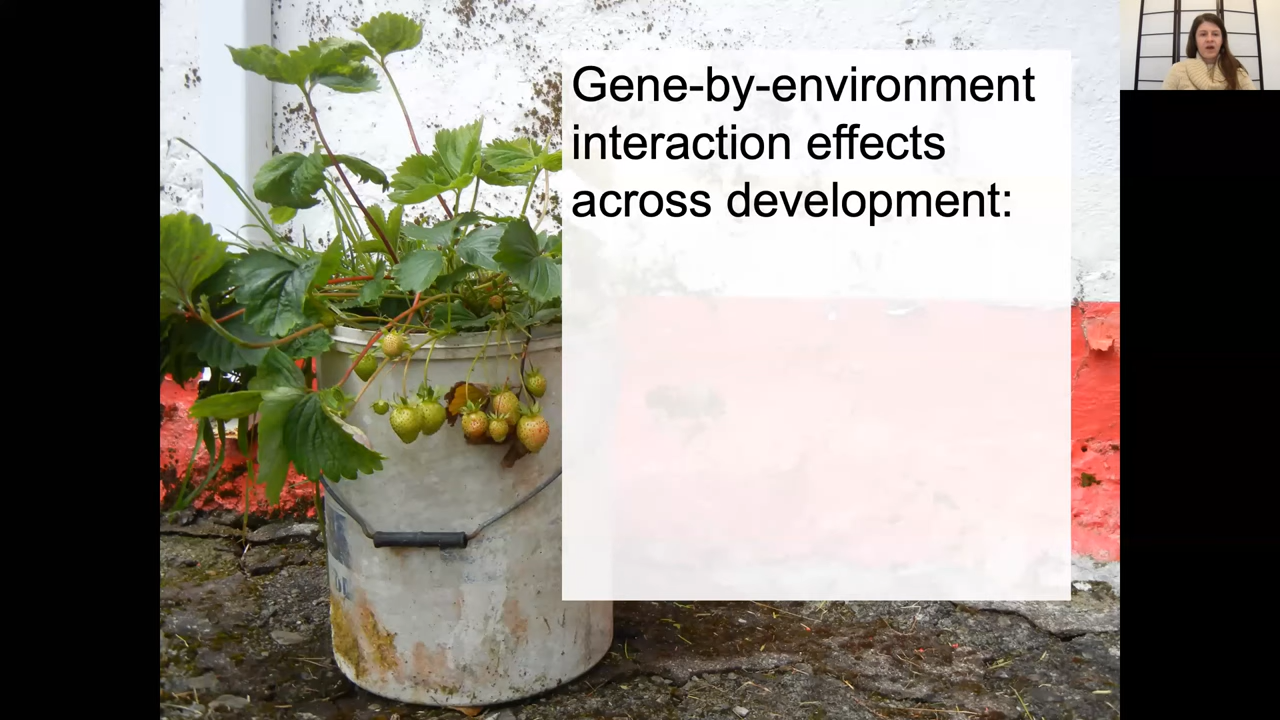 Gene-by-environment
interaction effects
across development: